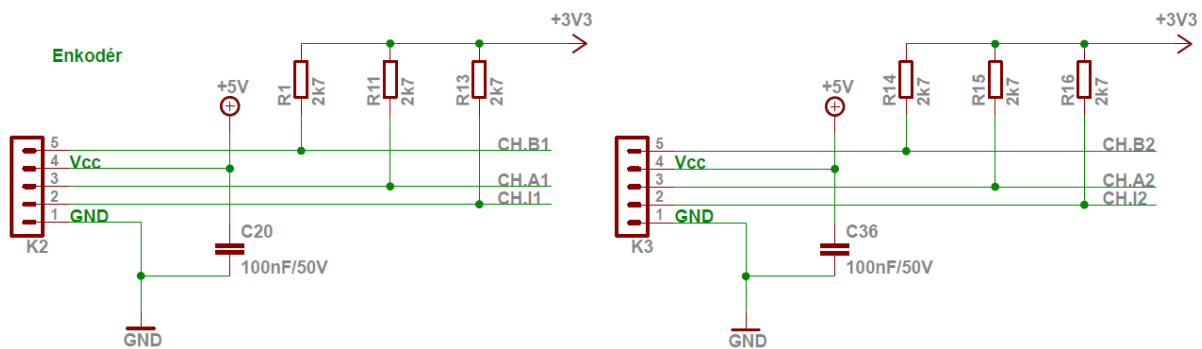 +3V3
Enkodér
+5V
R1
2k7
R11
2k7
R13
2k7
5
CH.B1
4
Vcc
3
CH.A1
2
CH.I1
1
GND
K2
C20
100nF/50V
GND
+3V3
+5V
R14
2k7
R15
2k7
R16
2k7
5
CH.B2
4
Vcc
3
CH.A2
2
CH.I2
1
GND
K3
C36
100nF/50V
GND